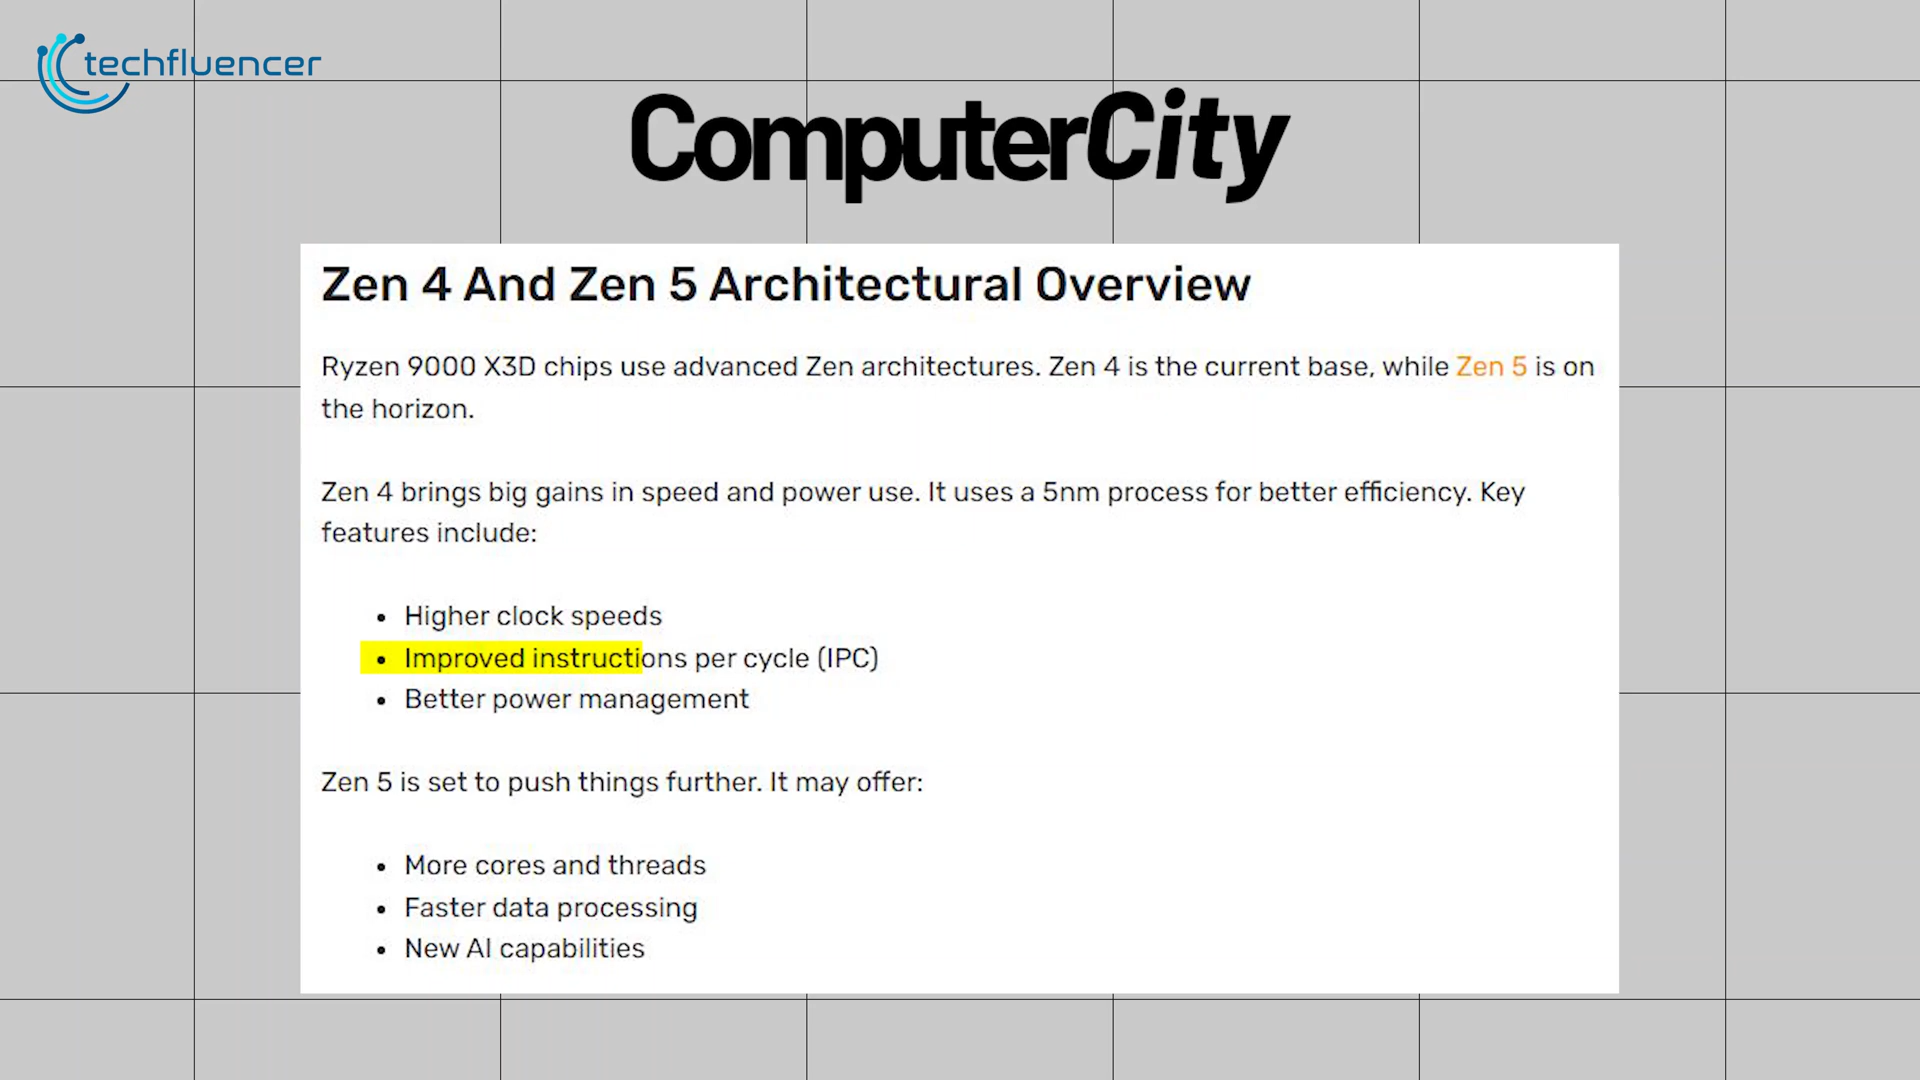 techfluencer
ComputerCity
Zen 4 And Zen 5 Architectural Overview
Ryzen 9000 X3D chips use advanced Zen architectures. Zen 4 is the current base, while Zen 5 is on
the horizon.
Zen 4 brings big gains in speed and power use. It uses a 5nm process for better efficiency. Key
features include:
• Higher clock speeds
• Improved instructions per cycle (IPC)
• Better power management
Zen 5 is set to push things further. It may offer:
• More cores and threads
• Faster data processing
• New AI capabilities